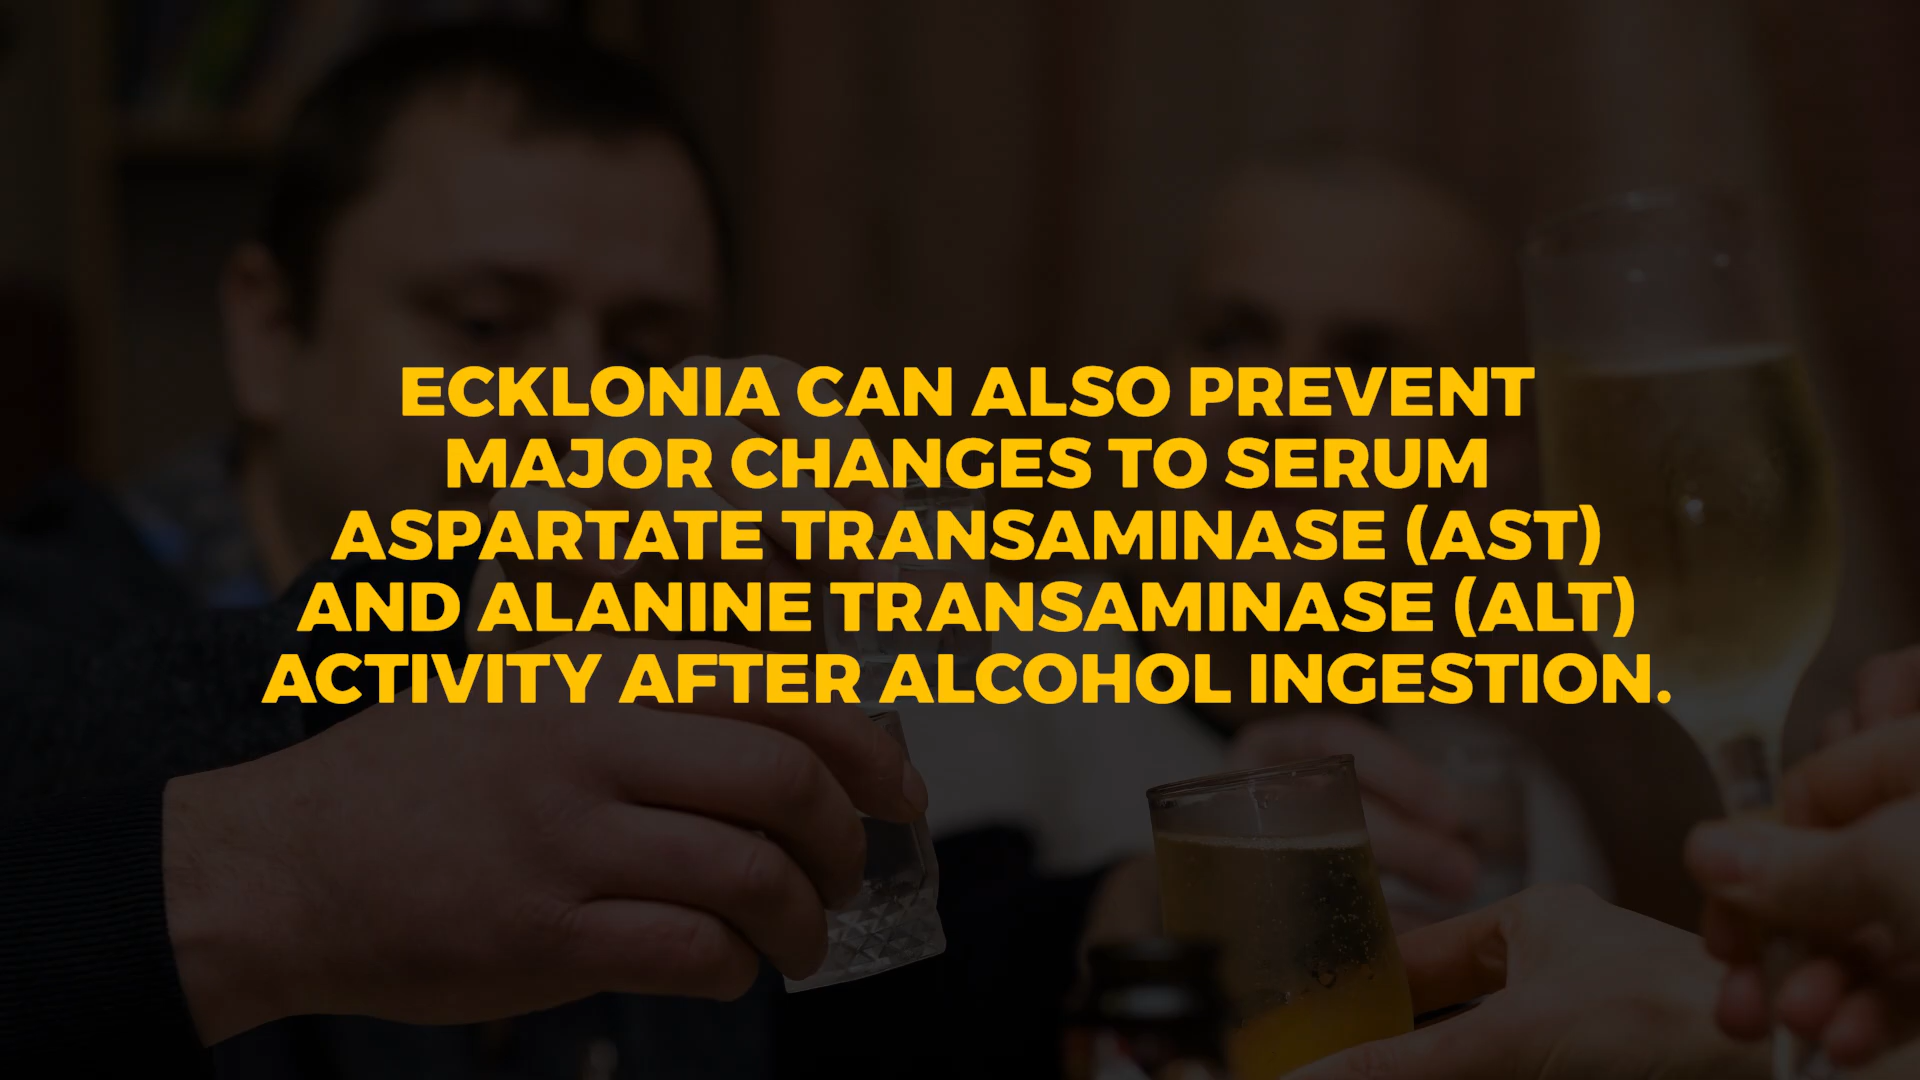 ECKLONIA CAN ALSO PREVENT
MAJOR CHANGES TO SERUM
ASPARTATE TRANSAMINASE (AST)
AND ALANINE TRANSAMINASE (ALT)
ACTIVITY AFTER ALCOHOL INGESTION.